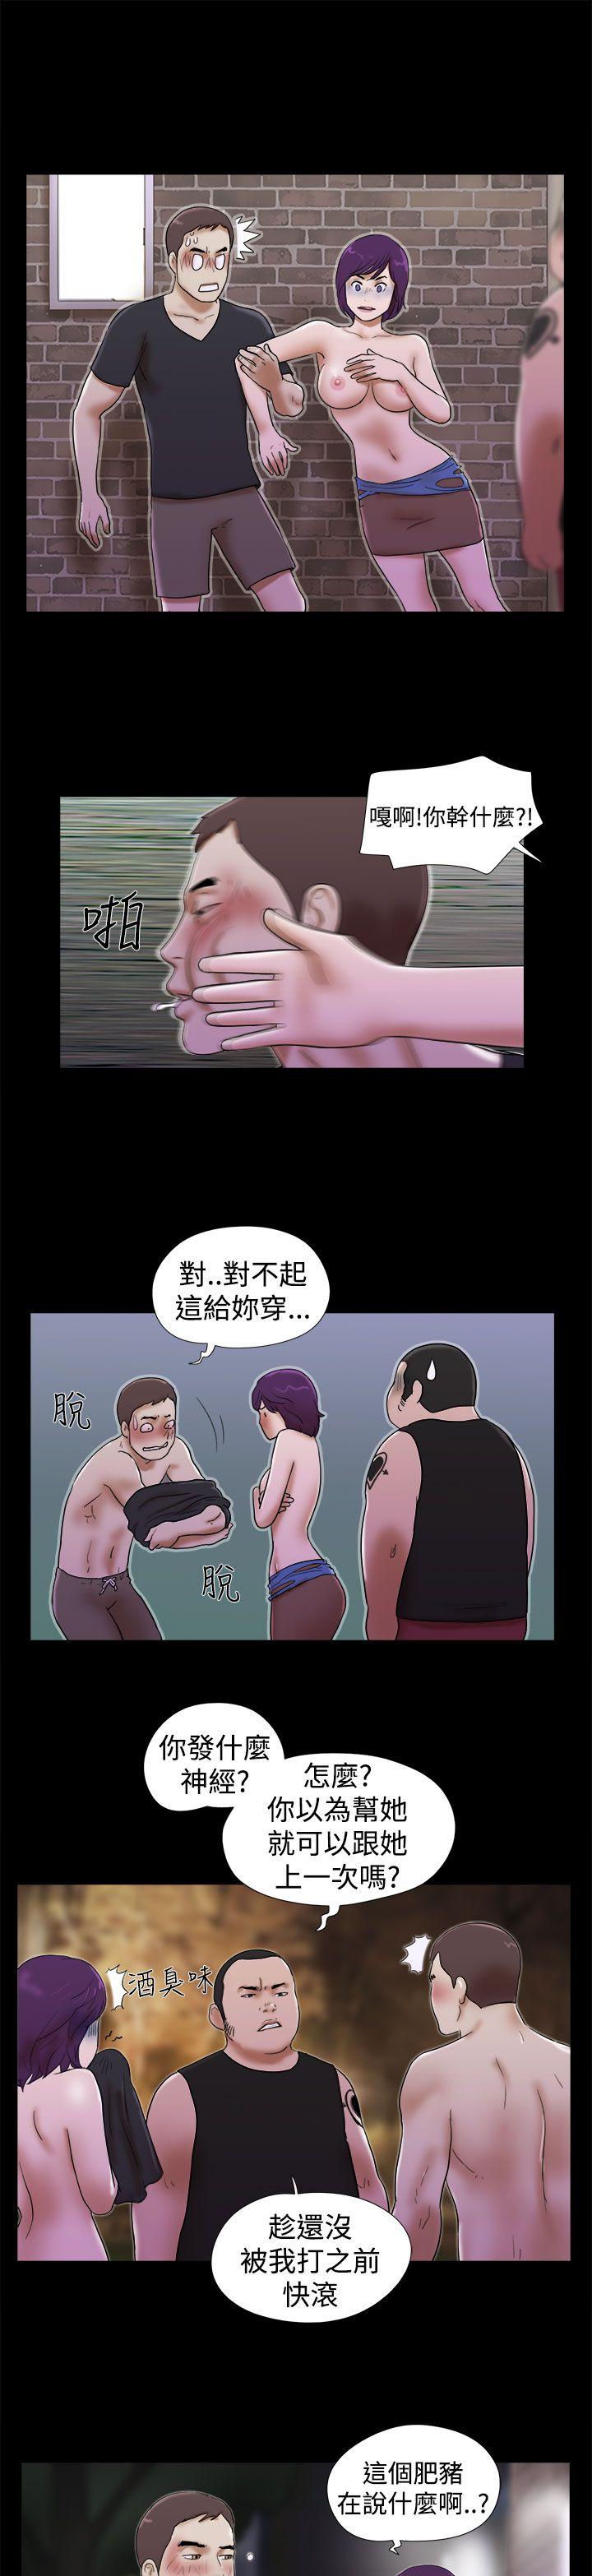 嘎啊!你幹什麼?!
啪
對..對不起
這給妳穿...
脫
脫
你發什麼
神經?
怎麼?
你以為幫她
就可以跟她
上一次嗎?
酒臭味
趁還沒
被我打之前
快滾
這個肥豬
在說什麼啊..?